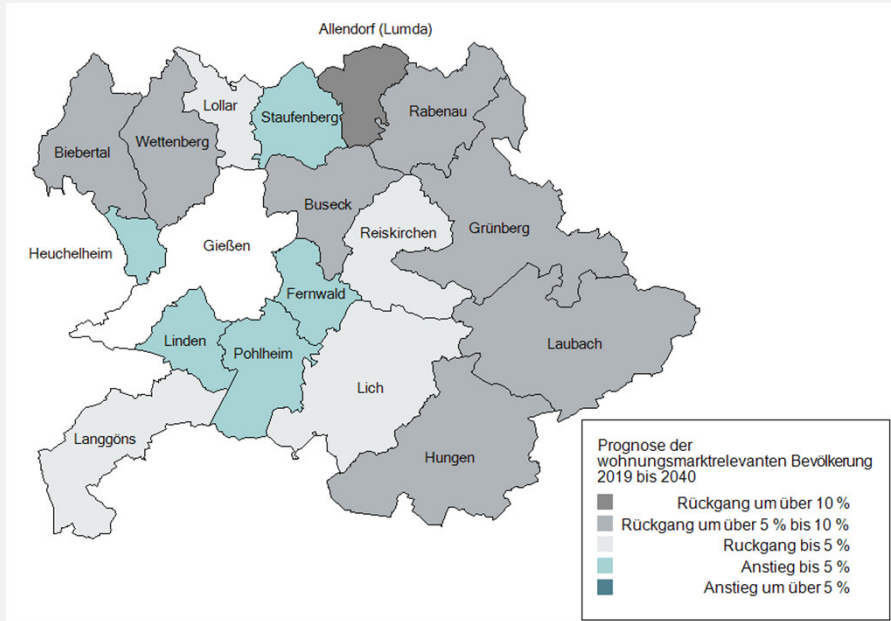 Allendorf (Lumda)
Lollar
Staufenberg
Rabenau
Wettenberg
Biebertal
Buseck
Reiskirchen
Grünberg
Gießen
Heuchelheim
Fernwald
Linden
Pohlheim
Laubach
Lich
Langgöns
Hungen
Prognose der
wohnungsmarktrelevanten Bevölkerung
2019 bis 2040
Rückgang um über 10 %
Rückgang um über 5 % bis 10 %
Ruckgang bis 5 %
Anstieg bis 5 %
Anstieg um über 5 %